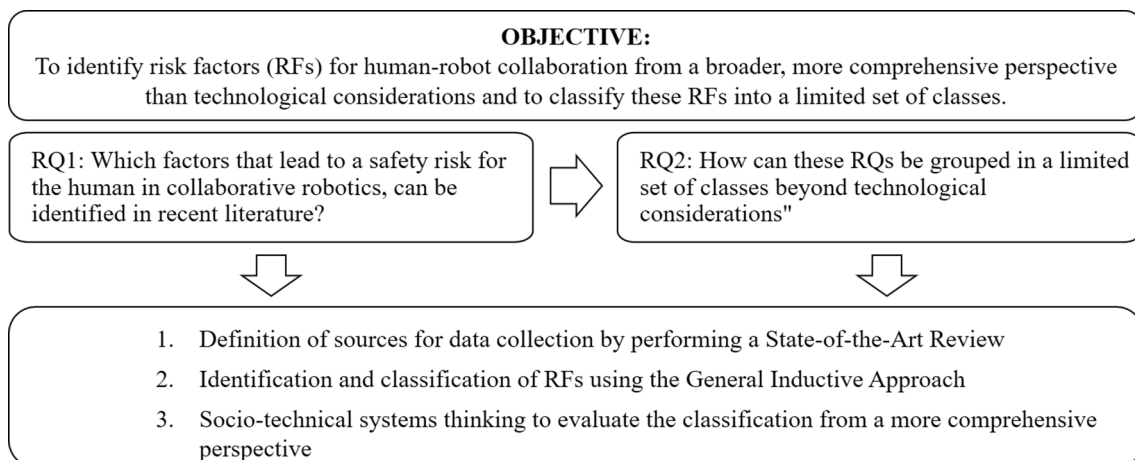 OBJECTIVE:
To identify risk factors (RFs) for human-robot collaboration from a broader, more comprehensive perspective
than technological considerations and to classify these RFs into a limited set of classes.
RQ1: Which factors that lead to a safety risk for
the human in collaborative robotics, can be
identified in recent literature?
RQ2: How can these RQs be grouped in a limited
set of classes beyond technological
considerations"
1. Definition of sources for data collection by performing a State-of-the-Art Review
2. Identification and classification of RFs using the General Inductive Approach
3. Socio-technical systems thinking to evaluate the classification from a more comprehensive
perspective